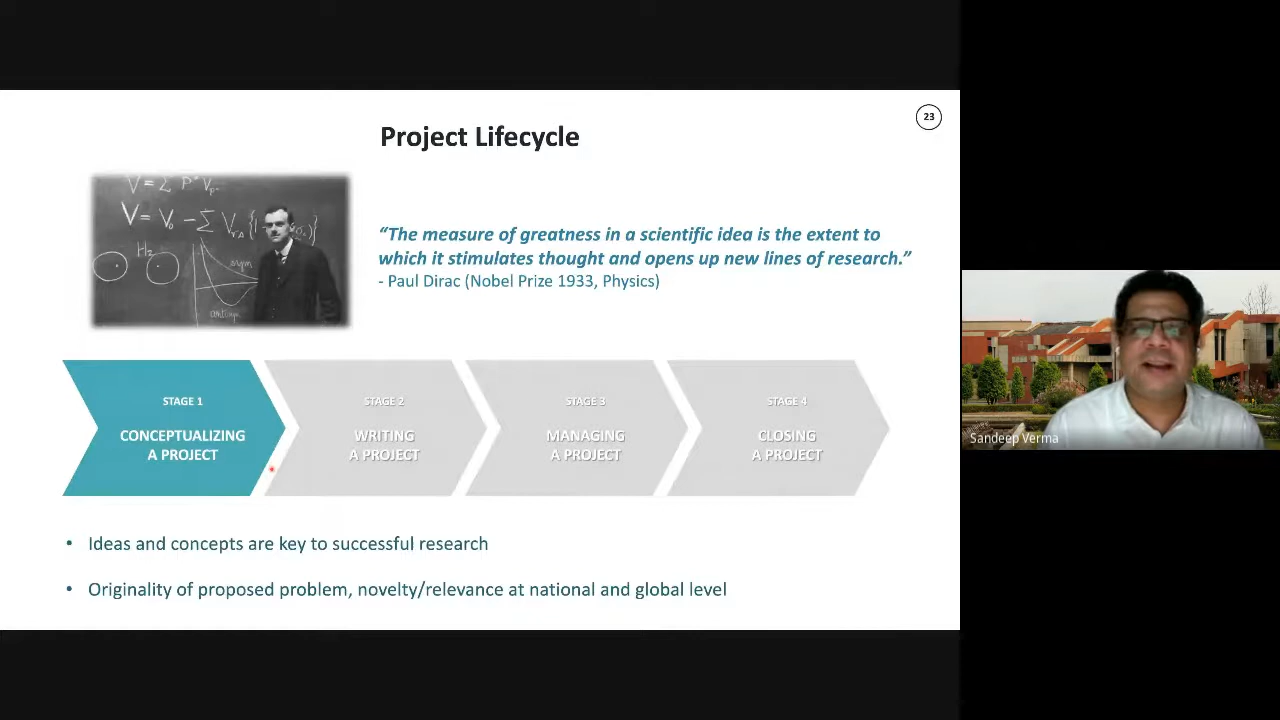 23
Project Lifecycle
“The measure of greatness in a scientific idea is the extent to
which it stimulates thought and opens up new lines of research.”
- Paul Dirac (Nobel Prize 1933, Physics)
H₂
sym
STAGE 1
CONCEPTUALIZING
A PROJECT
STAGE 2
WRITING
A PROJECT
STAGE 3
MANAGING
A PROJECT
STAGE 4
CLOSING
A PROJECT
• Ideas and concepts are key to successful research
• Originality of proposed problem, novelty/relevance at national and global level
Sandeep Verma